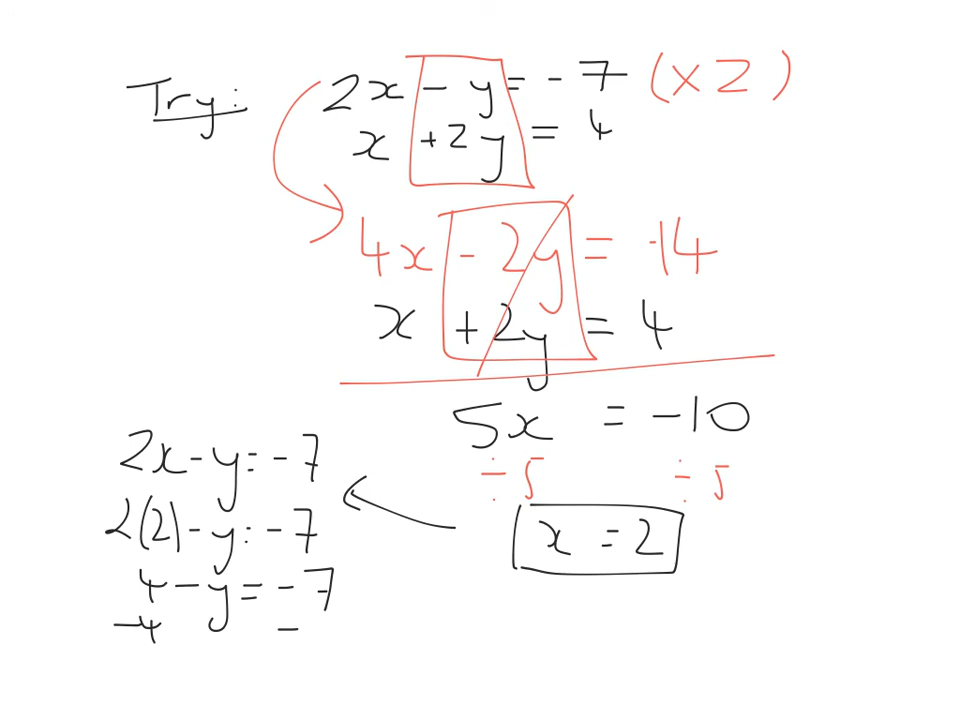 Try: 2x - y = -7 (×2)
x + 2y = 4
4x - 2y = -14
x + 2y = 4
5x = -10
÷5 ÷5
x = 2
2x - y = -7
2(2) - y = -7
4 - y = -7
-4 -